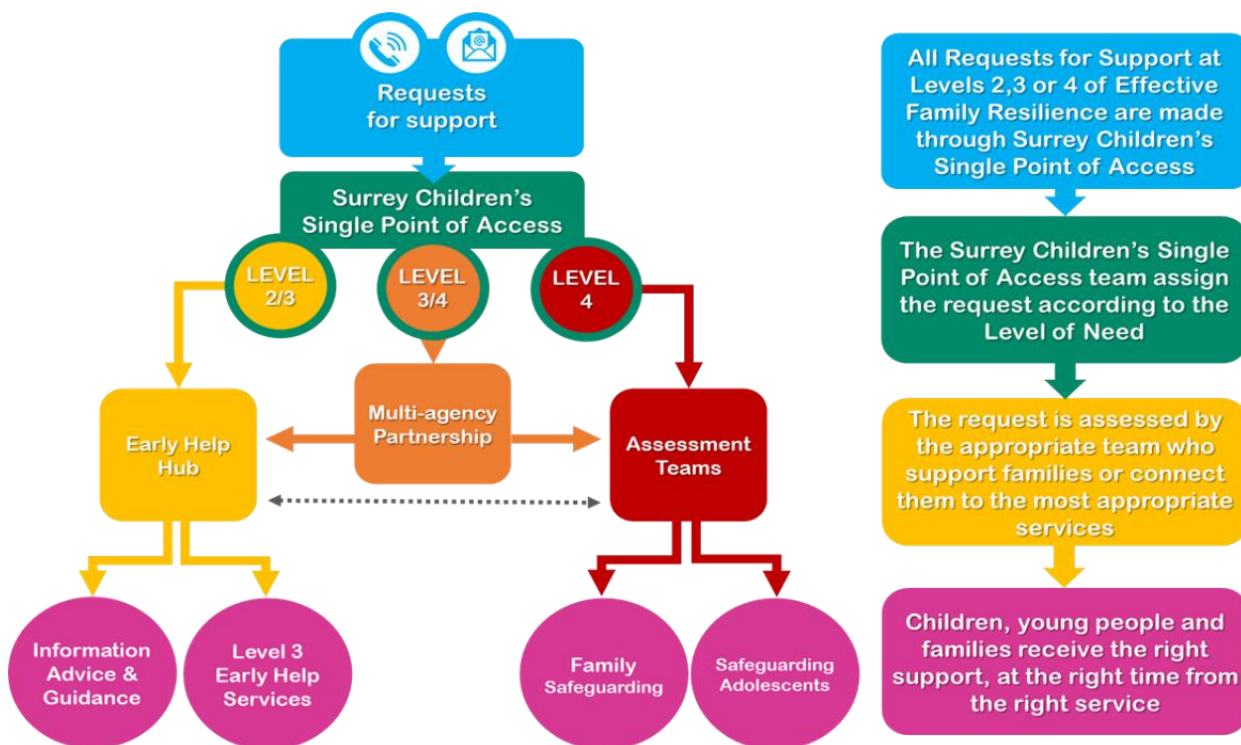 Requests
for support
Surrey Children's
Single Point of Access
LEVEL
2/3
LEVEL
3/4
LEVEL
4
Early Help
Hub
Multi-agency
Partnership
Assessment
Teams
Information
Advice &
Guidance
Level 3
Early Help
Services
Family
Safeguarding
Safeguarding
Adolescents
All Requests for Support at
Levels 2,3 or 4 of Effective
Family Resilience are made
through Surrey Children's
Single Point of Access
The Surrey Children's Single
Point of Access team assign
the request according to the
Level of Need
The request is assessed by
the appropriate team who
support families or connect
them to the most appropriate
services
Children, young people and
families receive the right
support, at the right time from
the right service